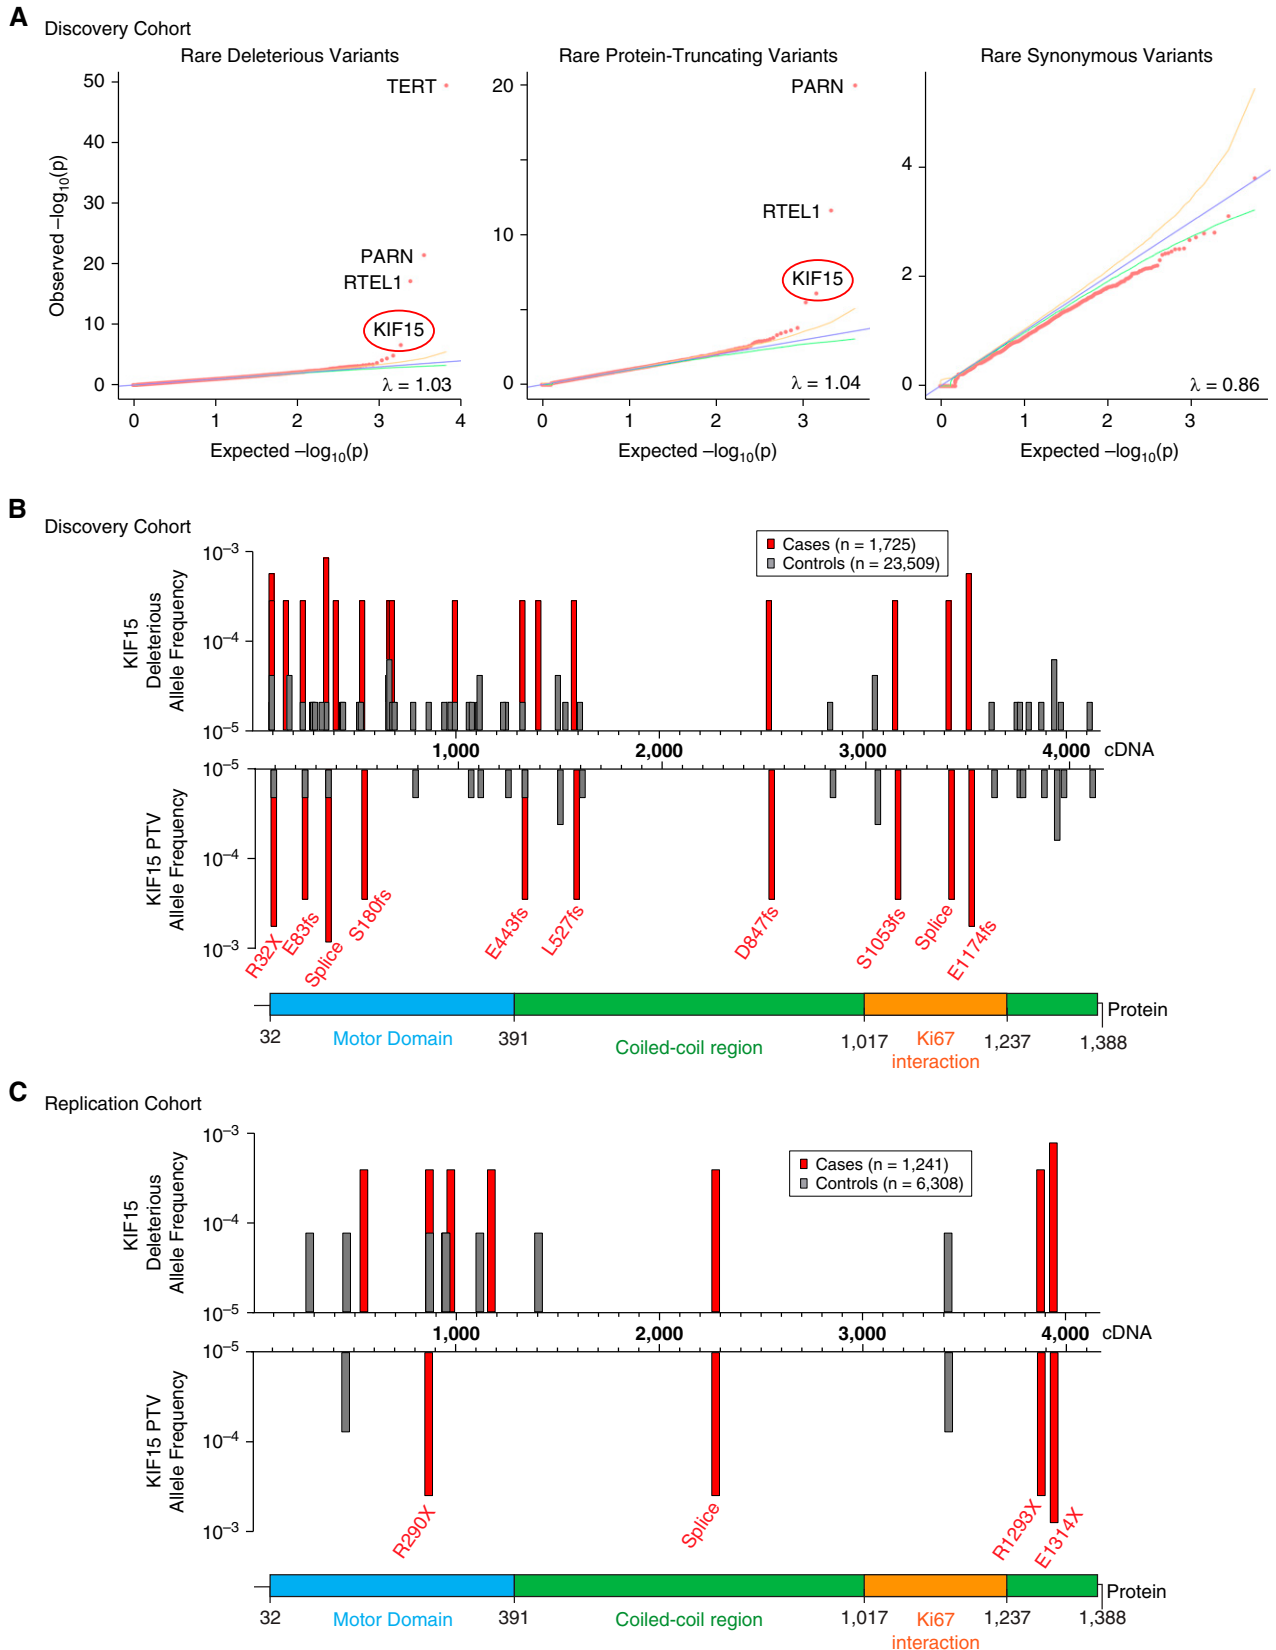 A
Discovery Cohort
Rare Deleterious Variants
Rare Protein-Truncating Variants
Rare Synonymous Variants
Observed –log10(p)
50
40
30
20
10
0
TERT
PARN
RTEL1
KIF15
λ = 1.03
0 1 2 3 4
Expected –log10(p)
20
10
0
PARN
RTEL1
KIF15
λ = 1.04
0 1 2 3
Expected –log10(p)
4
2
0
λ = 0.86
0 1 2 3
Expected –log10(p)
B
Discovery Cohort
KIF15
Deleterious
Allele Frequency
10–3
10–4
10–5
Cases (n = 1,725)
Controls (n = 23,509)
1,000 2,000 3,000 4,000 cDNA
KIF15 PTV
Allele Frequency
10–5
10–4
10–3
R32X
E83fs
Splice
S180fs
E443fs
L527fs
D847fs
S1053fs
Splice
E1174fs
Protein
32 Motor Domain 391 Coiled-coil region 1,017 Ki67 interaction 1,237 1,388
C
Replication Cohort
KIF15
Deleterious
Allele Frequency
10–3
10–4
10–5
Cases (n = 1,241)
Controls (n = 6,308)
1,000 2,000 3,000 4,000 cDNA
KIF15 PTV
Allele Frequency
10–5
10–4
10–3
R290X
Splice
R1293X
E1314X
Protein
32 Motor Domain 391 Coiled-coil region 1,017 Ki67 interaction 1,237 1,388